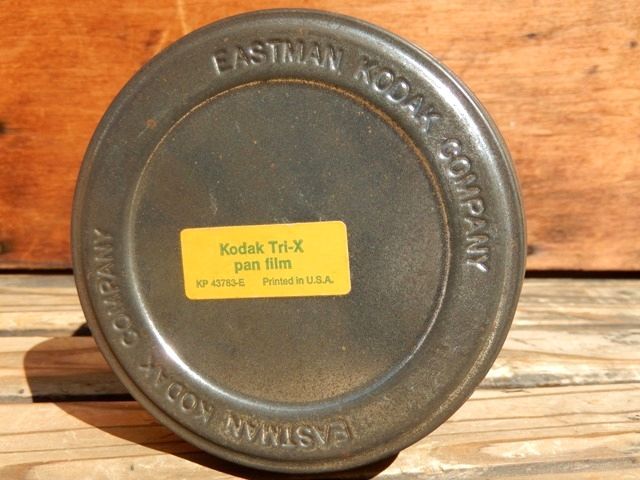 EASTMAN KODAK COMPANY
Kodak Tri-X
pan film
KP 43783-E Printed in U.S.A.
EASTMAN KODAK COMPANY